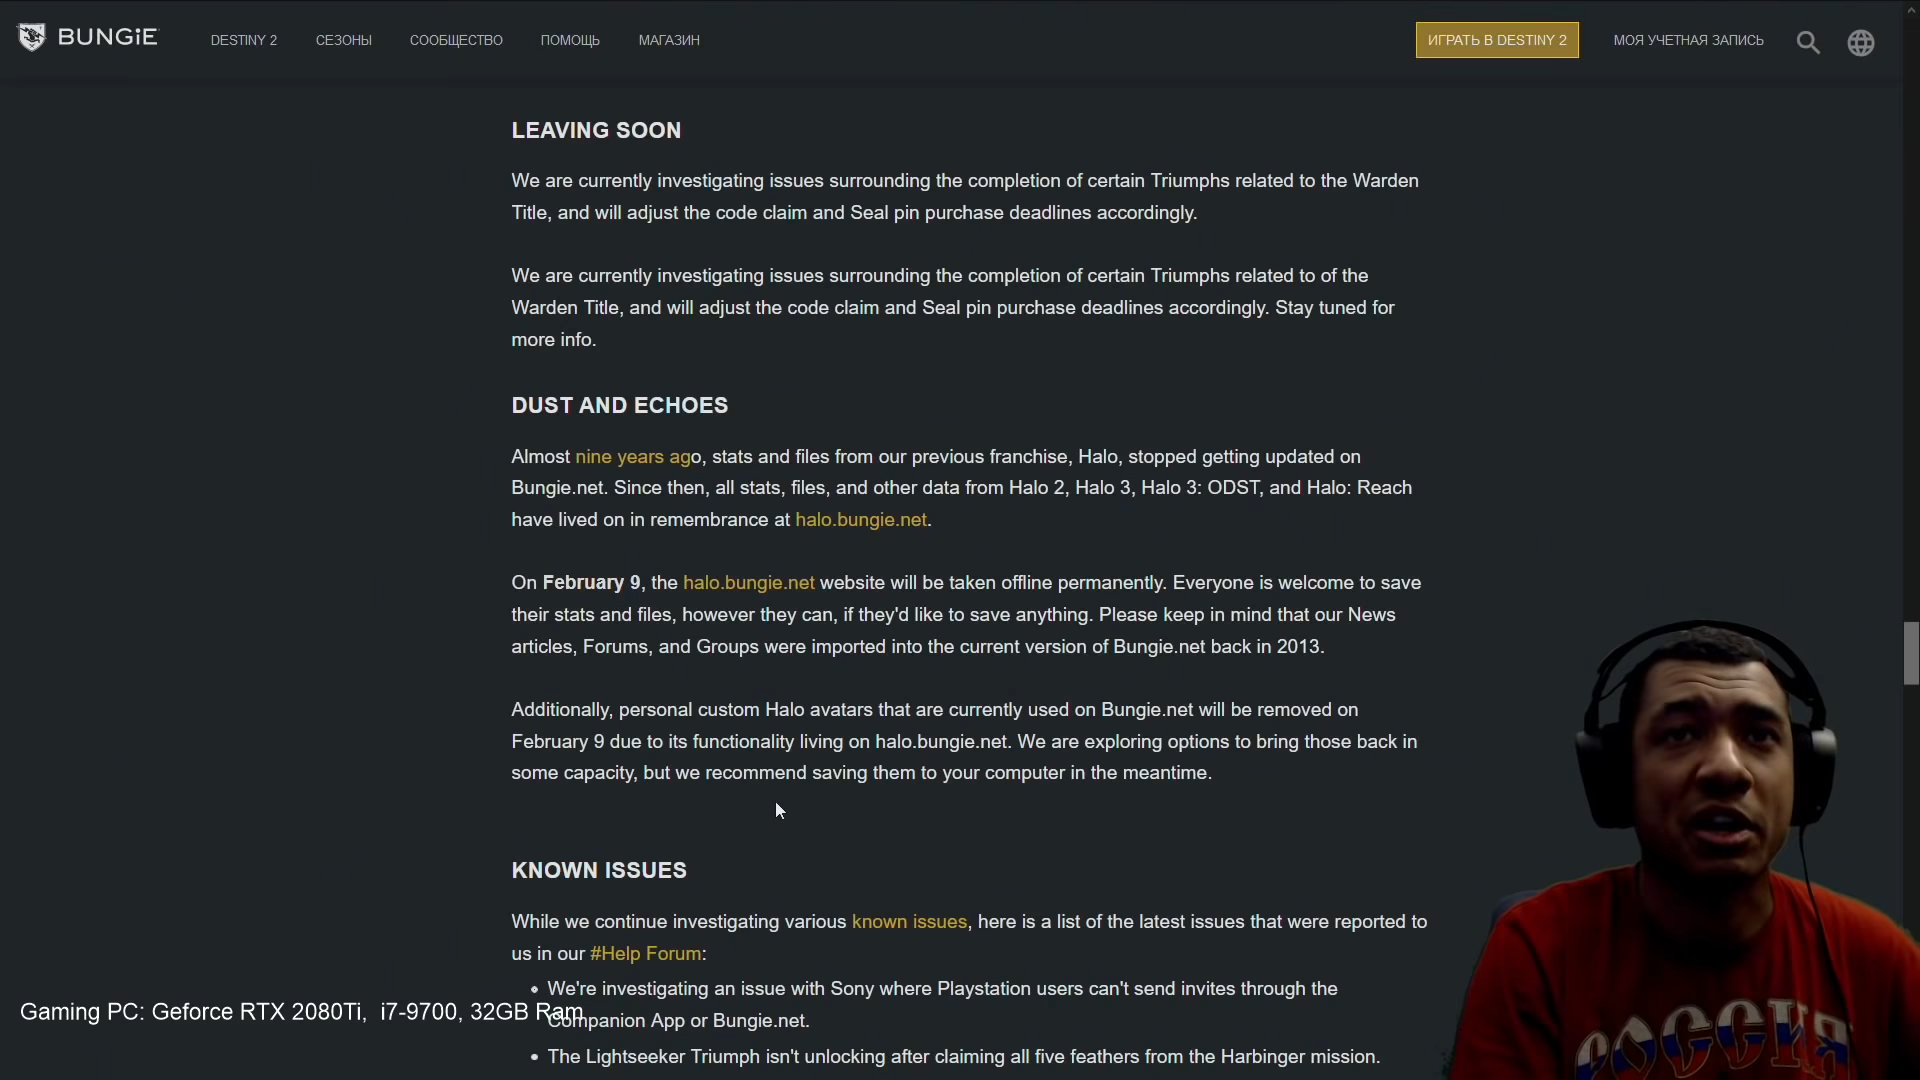 BUNGiE
DESTINY 2
СЕЗОНЫ
СООБЩЕСТВО
ПОМОЩЬ
МАГАЗИН
ИГРАТЬ В DESTINY 2
МОЯ УЧЕТНАЯ ЗАПИСЬ
LEAVING SOON
We are currently investigating issues surrounding the completion of certain Triumphs related to the Warden
Title, and will adjust the code claim and Seal pin purchase deadlines accordingly.
We are currently investigating issues surrounding the completion of certain Triumphs related to of the
Warden Title, and will adjust the code claim and Seal pin purchase deadlines accordingly. Stay tuned for
more info.
DUST AND ECHOES
Almost nine years ago, stats and files from our previous franchise, Halo, stopped getting updated on
Bungie.net. Since then, all stats, files, and other data from Halo 2, Halo 3, Halo 3: ODST, and Halo: Reach
have lived on in remembrance at halo.bungie.net.
On February 9, the halo.bungie.net website will be taken offline permanently. Everyone is welcome to save
their stats and files, however they can, if they'd like to save anything. Please keep in mind that our News
articles, Forums, and Groups were imported into the current version of Bungie.net back in 2013.
Additionally, personal custom Halo avatars that are currently used on Bungie.net will be removed on
February 9 due to its functionality living on halo.bungie.net. We are exploring options to bring those back in
some capacity, but we recommend saving them to your computer in the meantime.
KNOWN ISSUES
While we continue investigating various known issues, here is a list of the latest issues that were reported to
us in our #Help Forum:
• We're investigating an issue with Sony where Playstation users can't send invites through the
Companion App or Bungie.net.
• The Lightseeker Triumph isn't unlocking after claiming all five feathers from the Harbinger mission.
Gaming PC: Geforce RTX 2080Ti, i7-9700, 32GB Ram
РОССИЯ